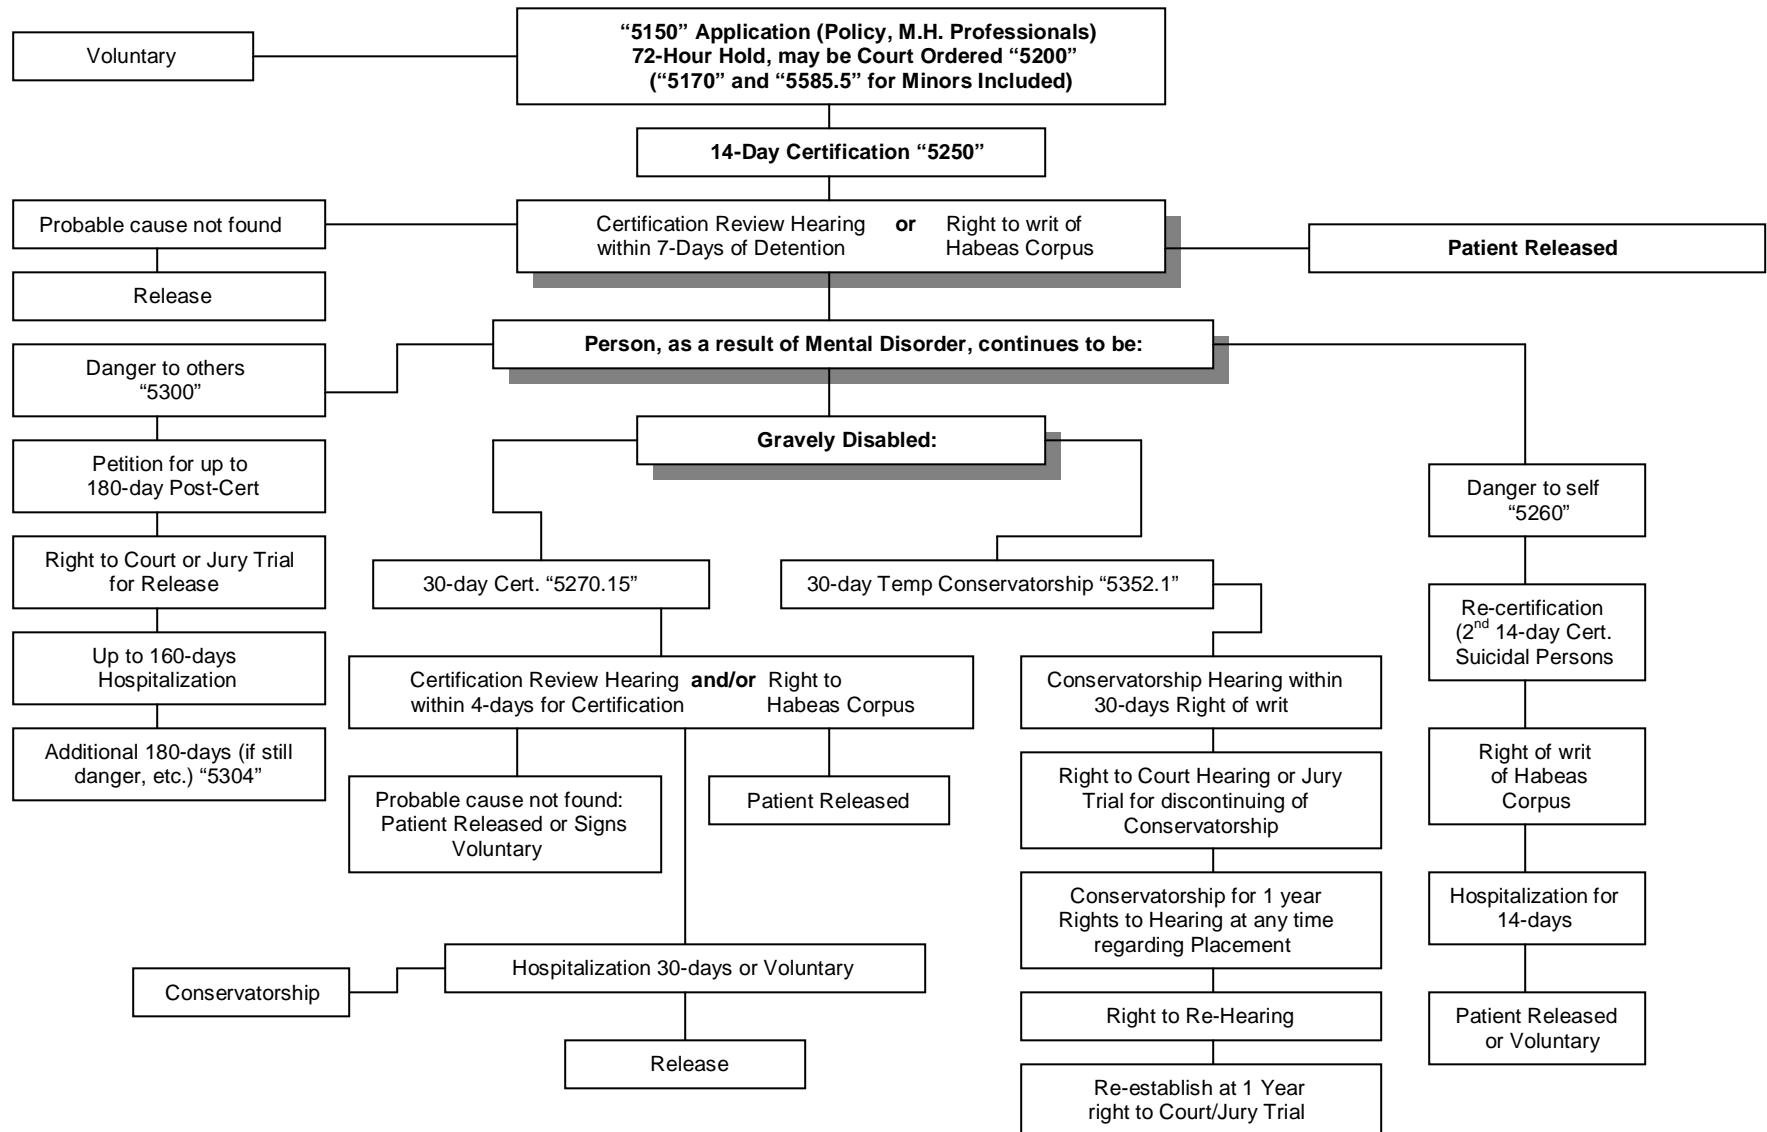 Voluntary
“5150” Application (Policy, M.H. Professionals)
72-Hour Hold, may be Court Ordered “5200”
(“5170” and “5585.5” for Minors Included)
14-Day Certification “5250”
Probable cause not found
Release
Certification Review Hearing or Right to writ of
within 7-Days of Detention Habeas Corpus
Patient Released
Person, as a result of Mental Disorder, continues to be:
Danger to others
“5300”
Petition for up to
180-day Post-Cert
Right to Court or Jury Trial
for Release
Up to 160-days
Hospitalization
Additional 180-days (if still
danger, etc.) “5304”
Gravely Disabled:
30-day Cert. “5270.15”
Certification Review Hearing and/or Right to
within 4-days for Certification Habeas Corpus
Probable cause not found:
Patient Released or Signs
Voluntary
Patient Released
Hospitalization 30-days or Voluntary
Conservatorship
Release
30-day Temp Conservatorship “5352.1”
Conservatorship Hearing within
30-days Right of writ
Right to Court Hearing or Jury
Trial for discontinuing of
Conservatorship
Conservatorship for 1 year
Rights to Hearing at any time
regarding Placement
Right to Re-Hearing
Re-establish at 1 Year
right to Court/Jury Trial
Danger to self
“5260”
Re-certification
(2nd 14-day Cert.
Suicidal Persons
Right of writ
of Habeas
Corpus
Hospitalization for
14-days
Patient Released
or Voluntary